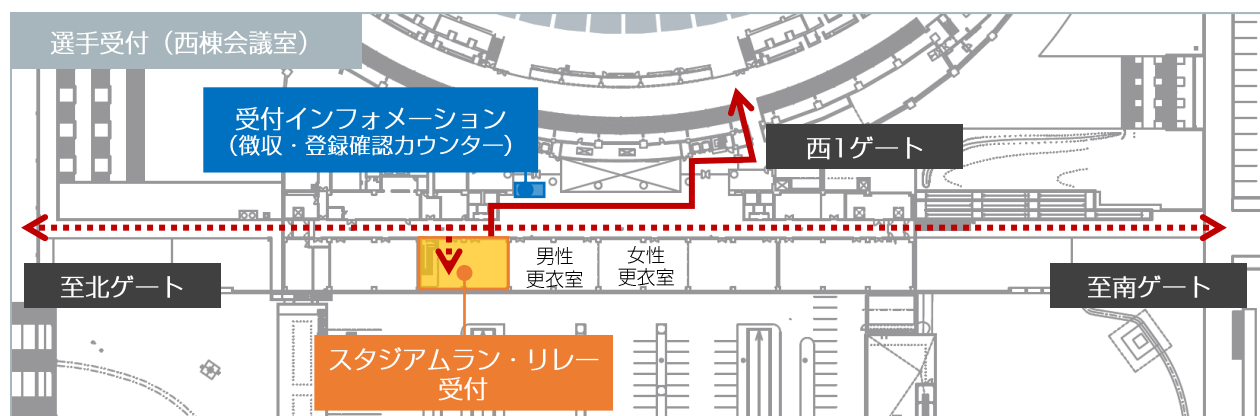 選手受付（西棟会議室）
受付インフォメーション
（徴収・登録確認カウンター）
西1ゲート
男性
更衣室
女性
更衣室
至北ゲート
至南ゲート
スタジアムラン・リレー
受付